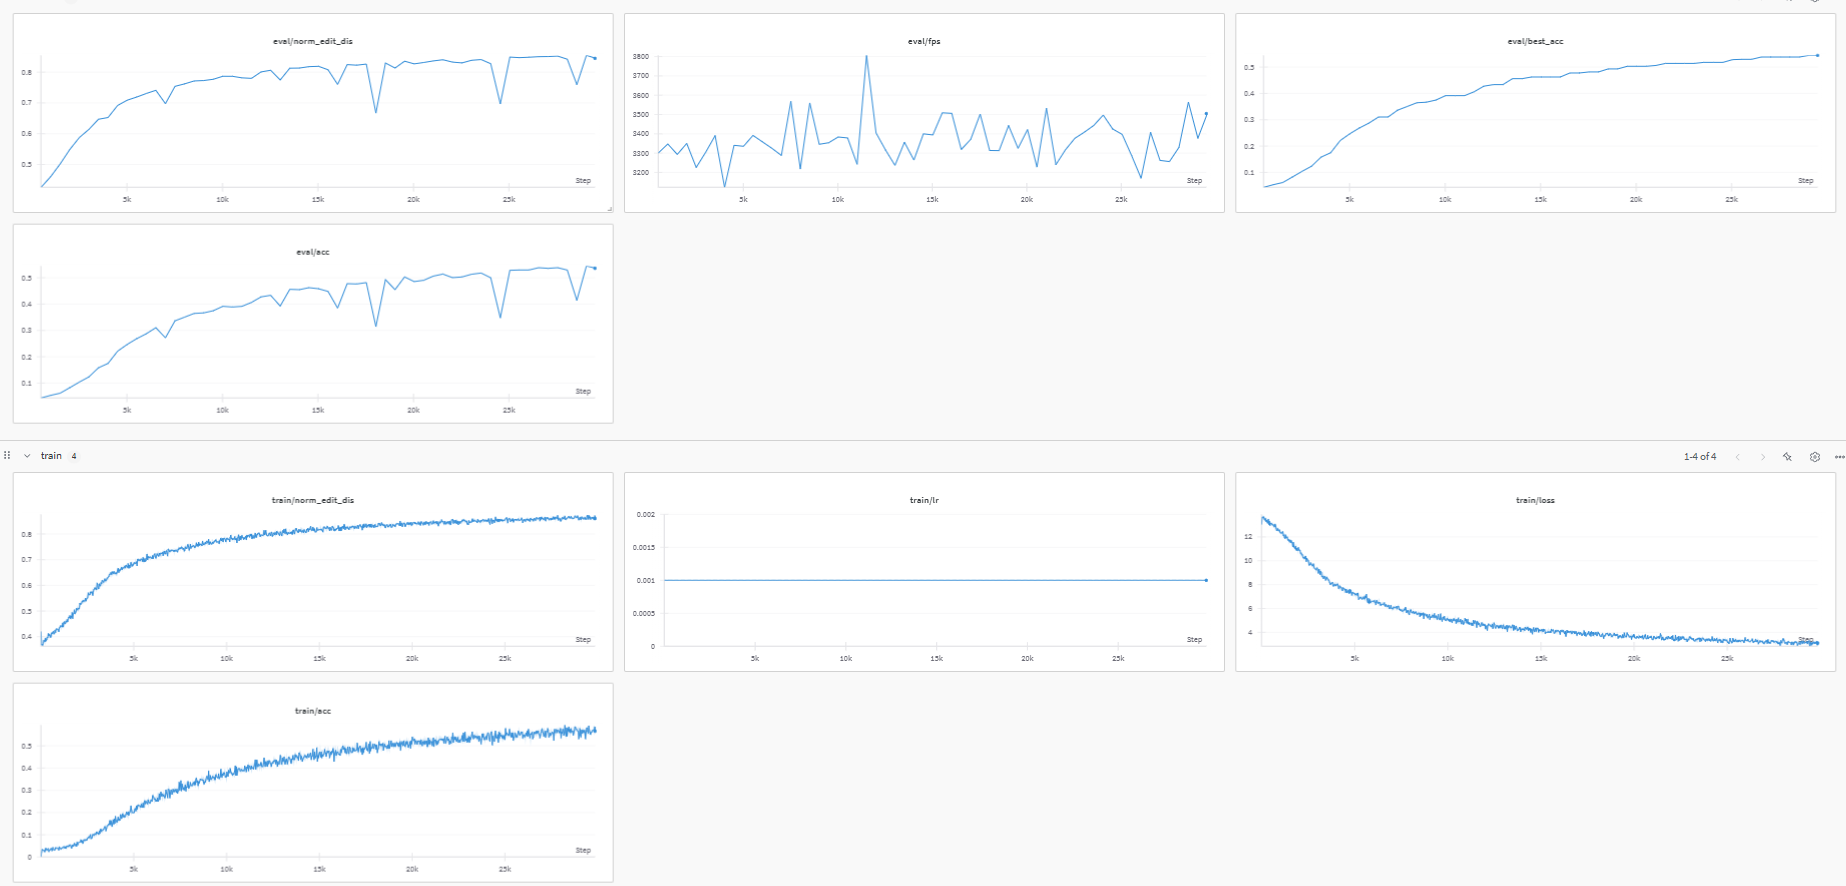 eval/norm_edit_dis
0.8
0.7
0.6
0.5
Step
5k 10k 15k 20k 25k
eval/fps
3800
3700
3600
3500
3400
3300
3200
Step
5k 10k 15k 20k 25k
eval/best_acc
0.5
0.4
0.3
0.2
0.1
Step
5k 10k 15k 20k 25k
eval/acc
0.5
0.4
0.3
0.2
0.1
Step
5k 10k 15k 20k 25k
train 4
1-4 of 4
train/norm_edit_dis
0.8
0.7
0.6
0.5
0.4
Step
5k 10k 15k 20k 25k
train/lr
0.002
0.0015
0.001
0.0005
0
Step
5k 10k 15k 20k 25k
train/loss
12
10
8
6
4
Step
5k 10k 15k 20k 25k
train/acc
0.5
0.4
0.3
0.2
0.1
0
Step
5k 10k 15k 20k 25k